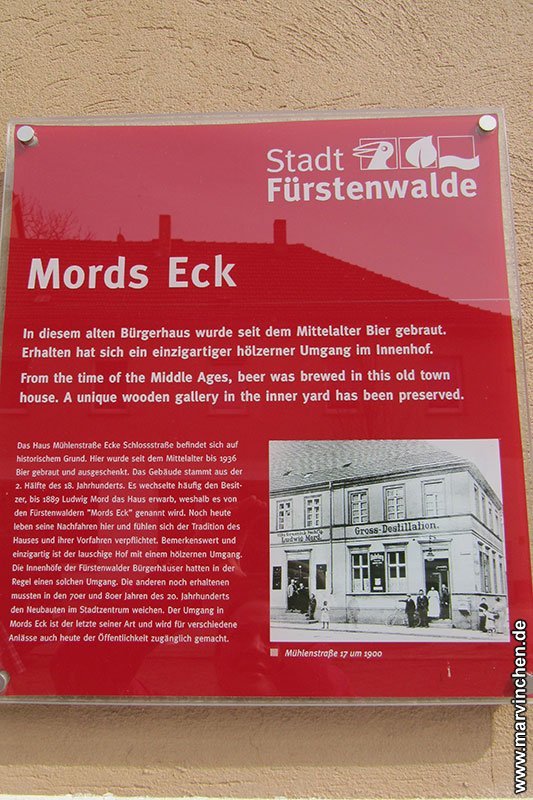 Stadt
Fürstenwalde
Mords Eck
In diesem alten Bürgerhaus wurde seit dem Mittelalter Bier gebraut.
Erhalten hat sich ein einzigartiger hölzerner Umgang im Innenhof.
From the time of the Middle Ages, beer was brewed in this old town
house. A unique wooden gallery in the inner yard has been preserved.
Das Haus Mühlenstraße Ecke Schlossstraße befindet sich auf
historischem Grund. Hier wurde seit dem Mittelalter bis 1936
Bier gebraut und ausgeschenkt. Das Gebäude stammt aus der
2. Hälfte des 18. Jahrhunderts. Es wechselte häufig den Besit-
zer, bis 1889 Ludwig Mord das Haus erwarb, weshalb es von
den Fürstenwaldern "Mords Eck" genannt wird. Noch heute
leben seine Nachfahren hier und fühlen sich der Tradition des
Hauses und ihrer Vorfahren verpflichtet. Bemerkenswert und
einzigartig ist der lauschige Hof mit einem hölzernen Umgang.
Die Innenhöfe der Fürstenwalder Bürgerhäuser hatten in der
Regel einen solchen Umgang. Die anderen noch erhaltenen
mussten in den 70er und 80er Jahren des 20. Jahrhunderts
den Neubauten im Stadtzentrum weichen. Der Umgang in
Mords Eck ist der letzte seiner Art und wird für verschiedene
Anlässe auch heute der Öffentlichkeit zugänglich gemacht.
Gross-Destillation.
Ludwig Mord
Mühlenstraße 17 um 1900
www.marvinchen.de